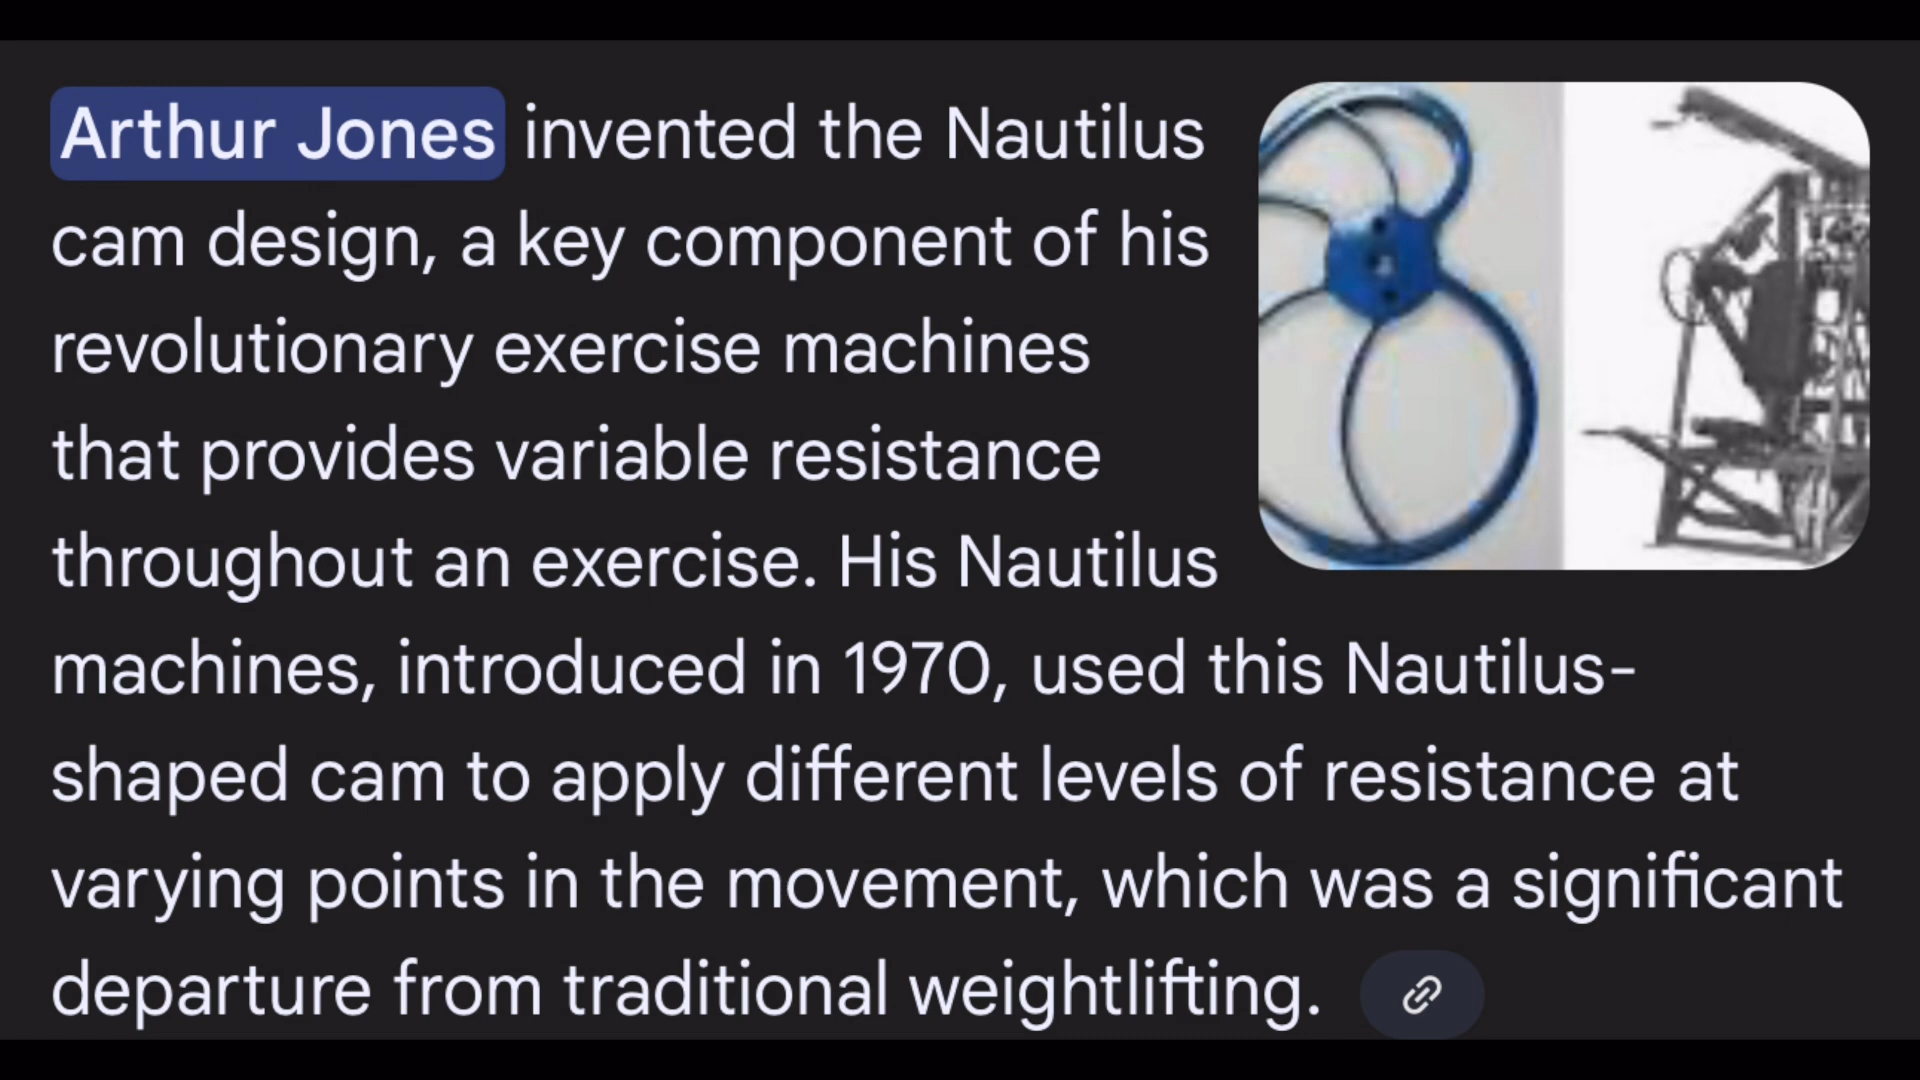 Arthur Jones invented the Nautilus
cam design, a key component of his
revolutionary exercise machines
that provides variable resistance
throughout an exercise. His Nautilus
machines, introduced in 1970, used this Nautilus-
shaped cam to apply different levels of resistance at
varying points in the movement, which was a significant
departure from traditional weightlifting.